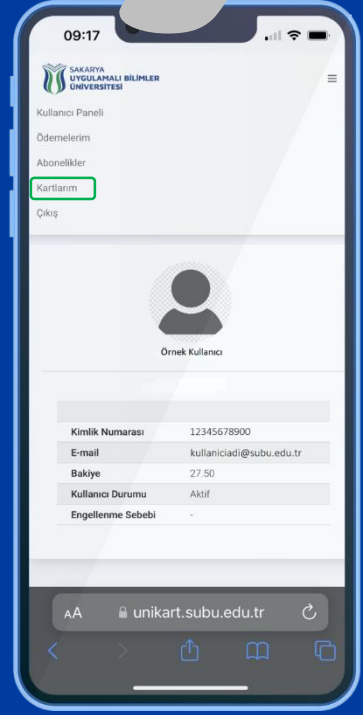 09:17
SAKARYA
UYGULAMALI BİLİMLER
ÜNİVERSİTESİ
Kullanıcı Paneli
Ödemelerim
Abonelikler
Kartlarım
Çıkış
Örnek Kullanıcı
Kimlik Numarası 12345678900
E-mail kullaniciadi@subu.edu.tr
Bakiye 27.50
Kullanıcı Durumu Aktif
Engellenme Sebebi -
AA unikart.subu.edu.tr